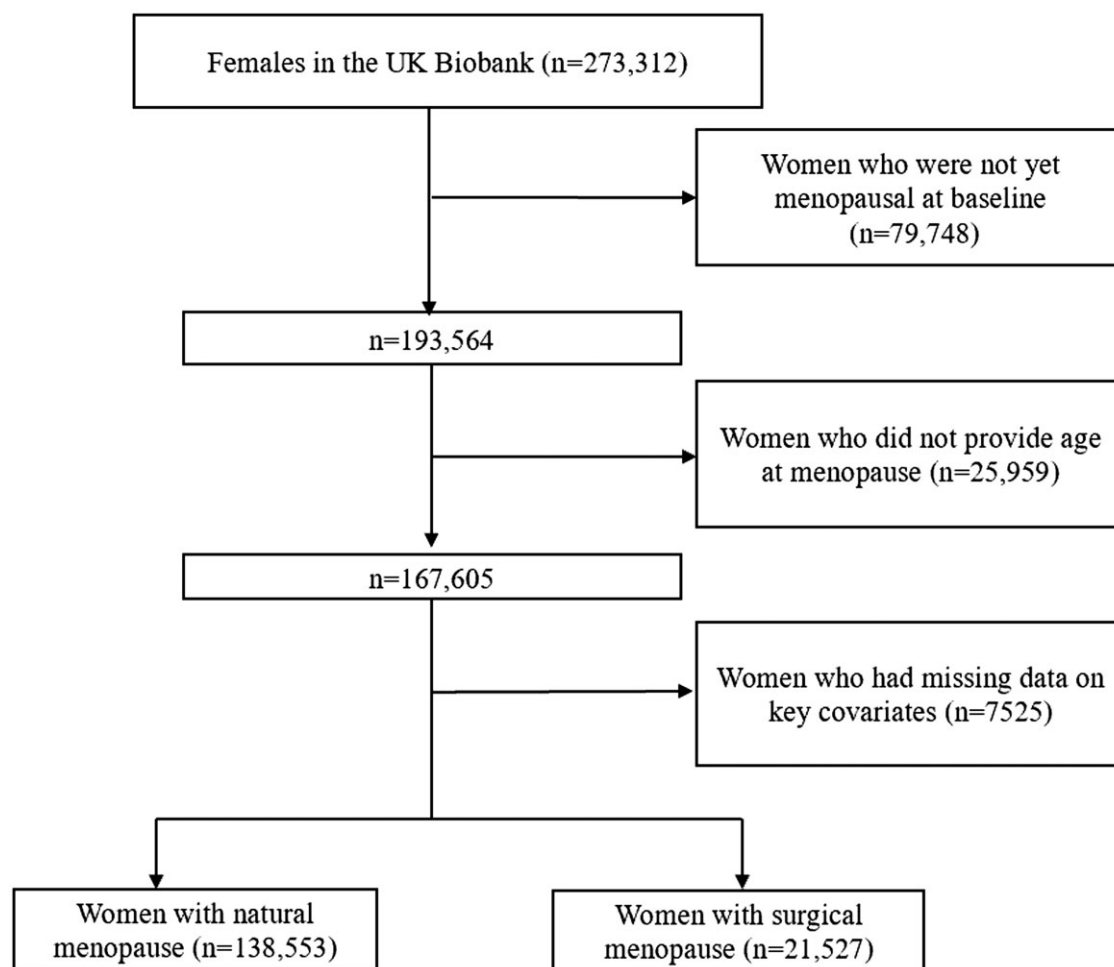 Females in the UK Biobank (n=273,312)
Women who were not yet
menopausal at baseline
(n=79,748)
n=193,564
Women who did not provide age
at menopause (n=25,959)
n=167,605
Women who had missing data on
key covariates (n=7525)
Women with natural
menopause (n=138,553)
Women with surgical
menopause (n=21,527)